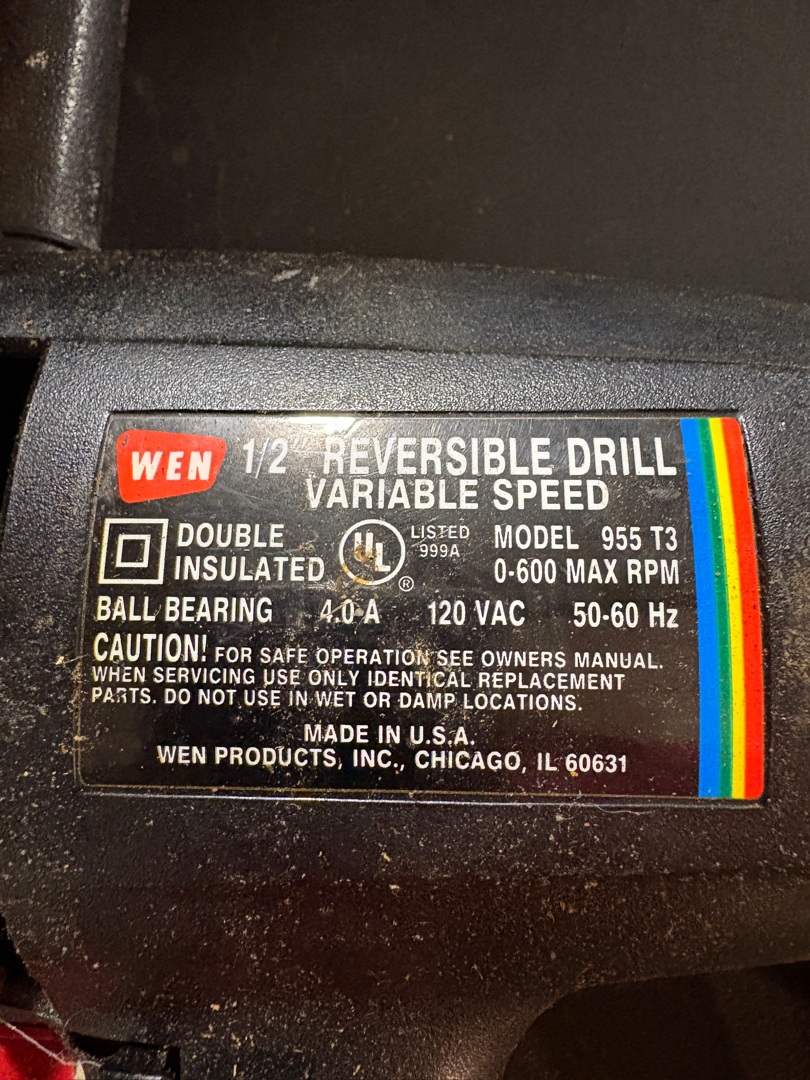 WEN 1/2" REVERSIBLE DRILL
VARIABLE SPEED
DOUBLE INSULATED
UL ®
LISTED 999A
MODEL 955 T3
0-600 MAX RPM
BALL BEARING 4.0 A 120 VAC 50-60 Hz
CAUTION! FOR SAFE OPERATION SEE OWNERS MANUAL.
WHEN SERVICING USE ONLY IDENTICAL REPLACEMENT
PARTS. DO NOT USE IN WET OR DAMP LOCATIONS.
MADE IN U.S.A.
WEN PRODUCTS, INC., CHICAGO, IL 60631